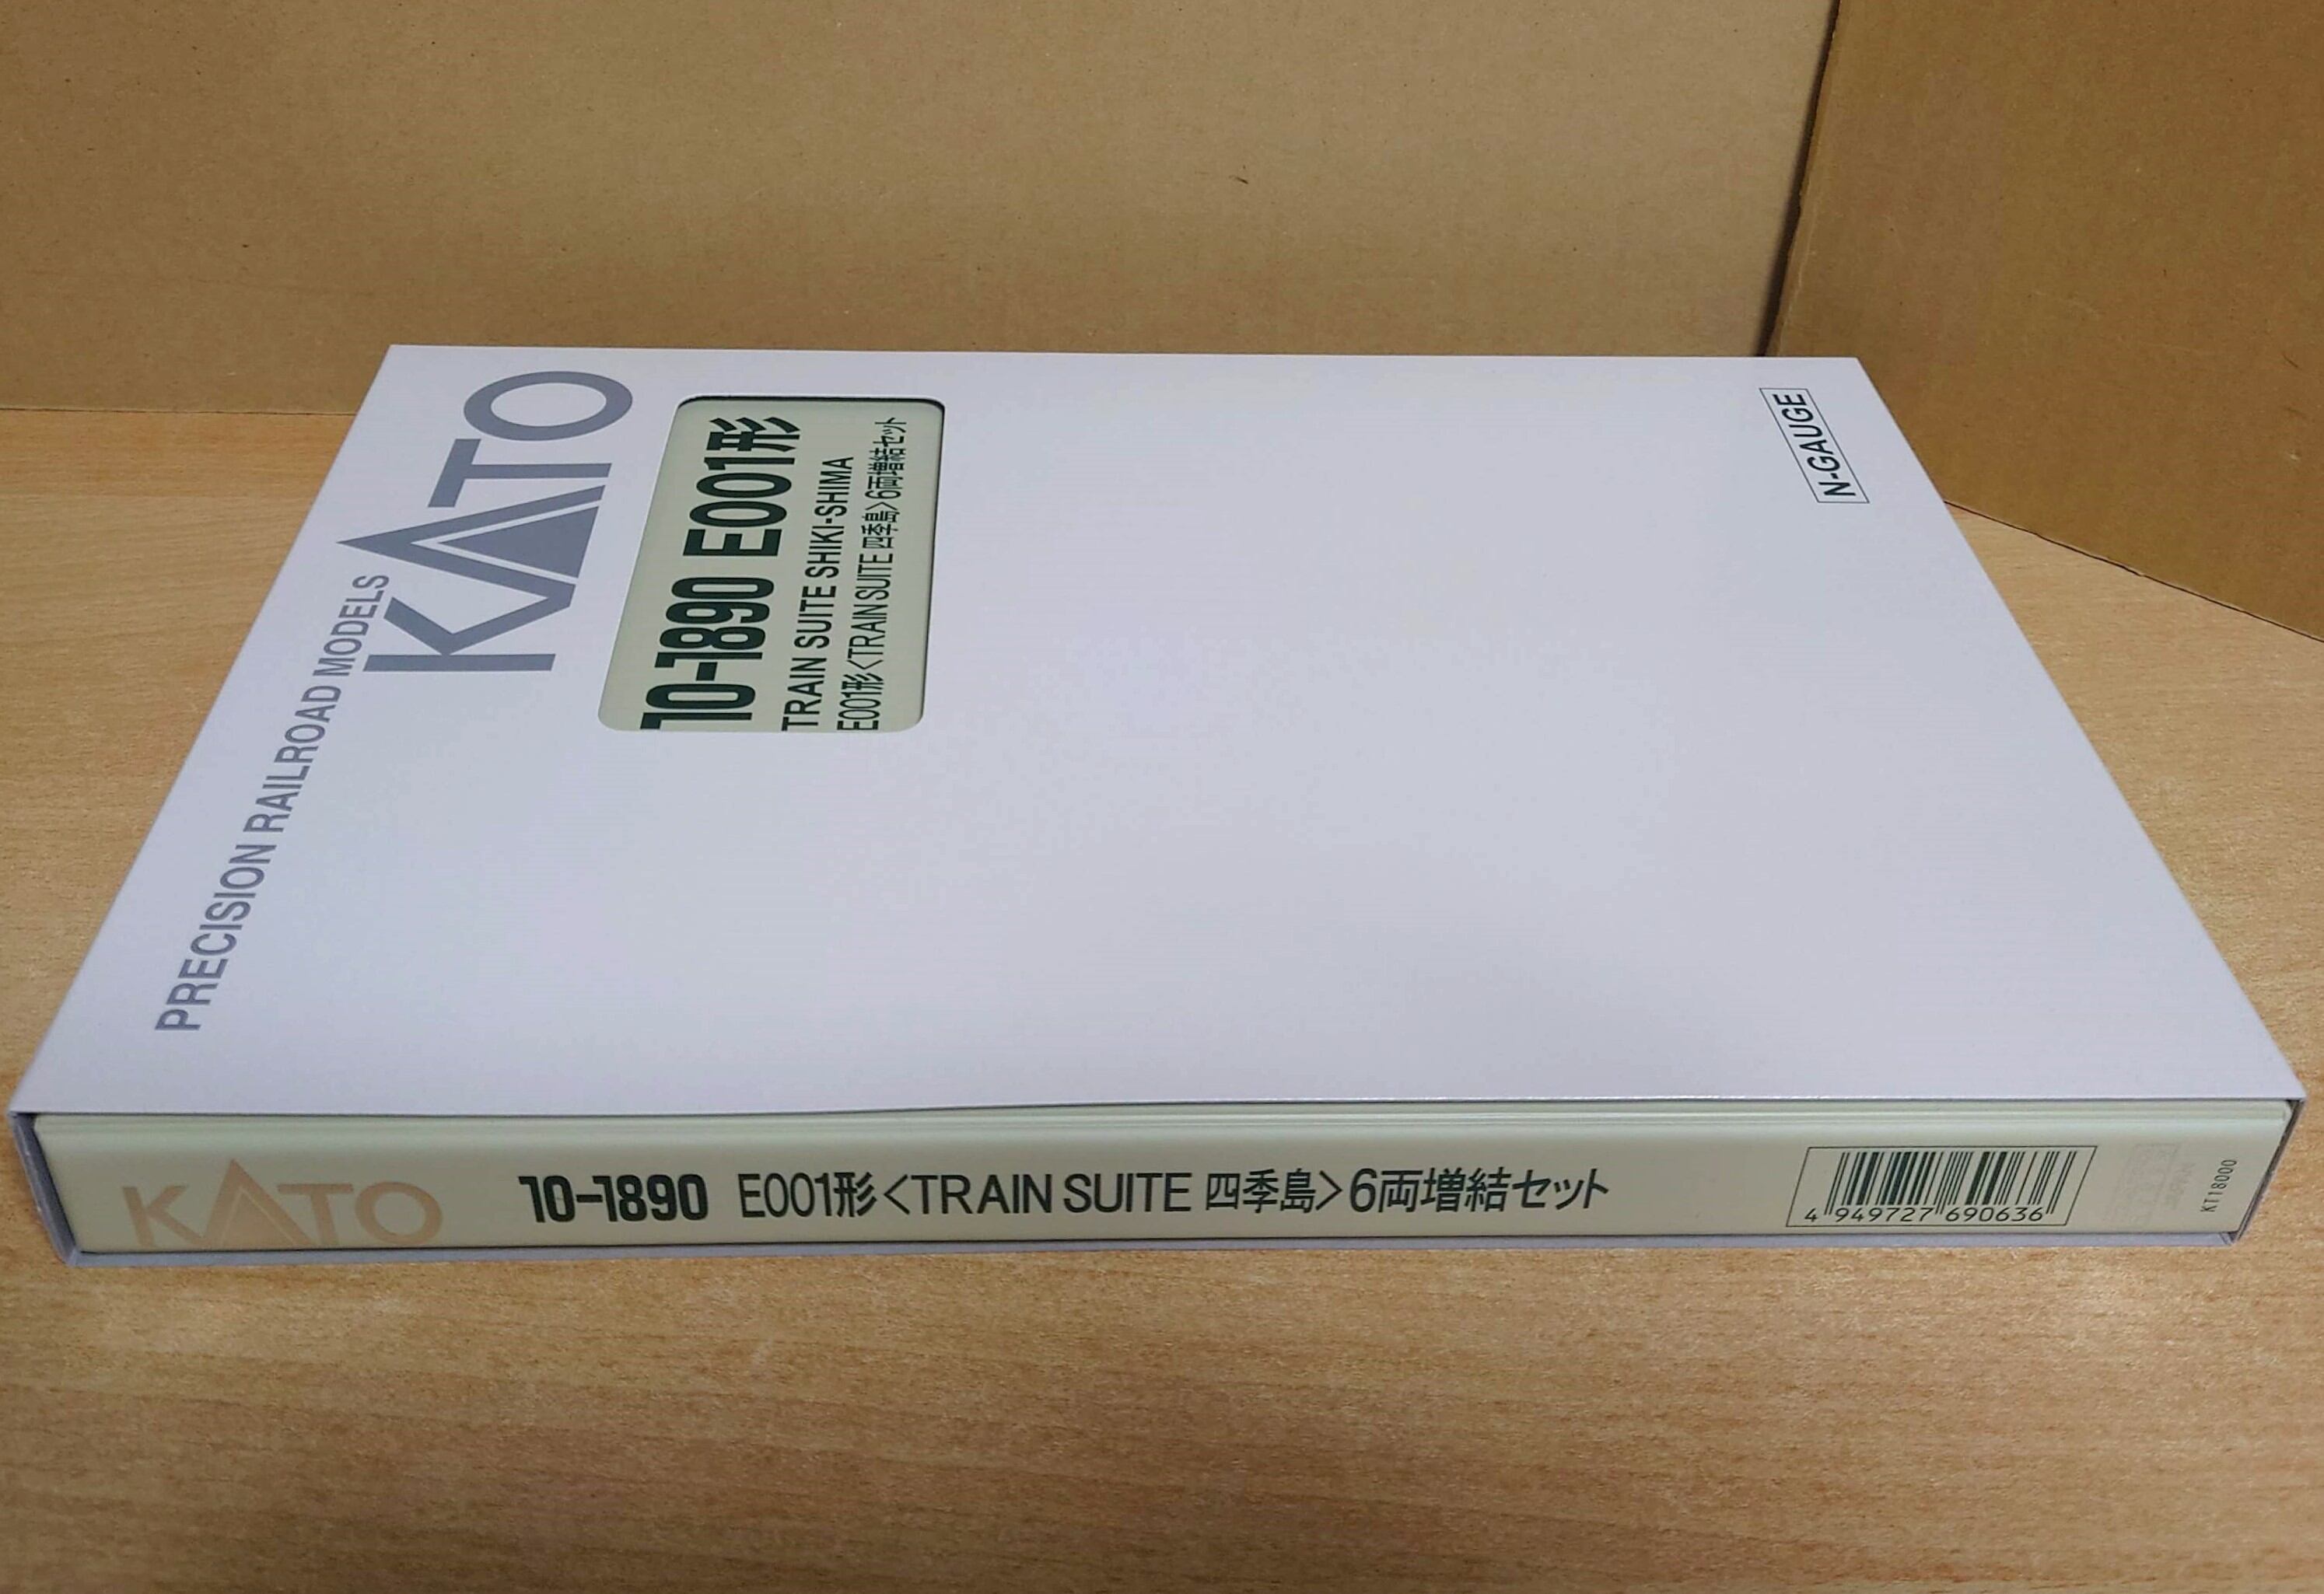 PRECISION RAILROAD MODELS
KATO
10-1890 E001形
TRAIN SUITE SHIKI-SHIMA
E001形<TRAIN SUITE 四季島>6両増結セット
N-GAUGE
KATO
10-1890 E001形<TRAIN SUITE 四季島>6両増結セット
4 949727 690636
KT18000